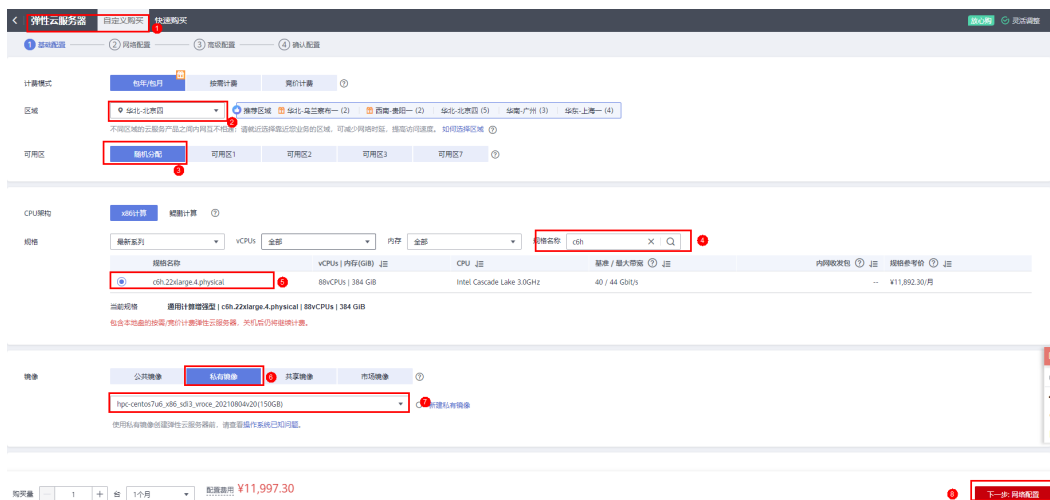 < 弹性云服务器 自定义购买 快速购买 放心购 灵活调整
1
1 基础配置 2 网络配置 3 高级配置 4 确认配置
计费模式 包年/包月 按需计费 竞价计费 ?
区域 华北-北京四 推荐区域 华北-乌兰察布一 (2) 西南-贵阳一 (2) 华北-北京四 (5) 华南-广州 (3) 华东-上海一 (4)
2
不同区域的云服务产品之间内网互不相通；请就近选择靠近您业务的区域，可减少网络时延，提高访问速度。 如何选择区域 ?
可用区 随机分配 可用区1 可用区2 可用区3 可用区7 ?
3
CPU架构 x86计算 鲲鹏计算 ?
规格 最新系列 vCPUs 全部 内存 全部 规格名称 c6h × 4
规格名称 vCPUs | 内存(GiB) CPU 基准 / 最大带宽 ? 内网收发包 ? 规格参考价 ?
c6h.22xlarge.4.physical 5 88vCPUs | 384 GiB Intel Cascade Lake 3.0GHz 40 / 44 Gbit/s -- ¥11,892.30/月
当前规格 通用计算增强型 | c6h.22xlarge.4.physical | 88vCPUs | 384 GiB
包含本地盘的按需/竞价计费弹性云服务器，关机后仍将继续计费。
镜像 公共镜像 私有镜像 6 共享镜像 市场镜像 ?
hpc-centos7u6_x86_sdi3_vroce_20210804v20(150GB) 7 新建私有镜像
使用私有镜像创建弹性云服务器前，请查看操作系统已知问题。
购买量 − 1 + 台 1个月 配置费用 ¥11,997.30 8 下一步: 网络配置